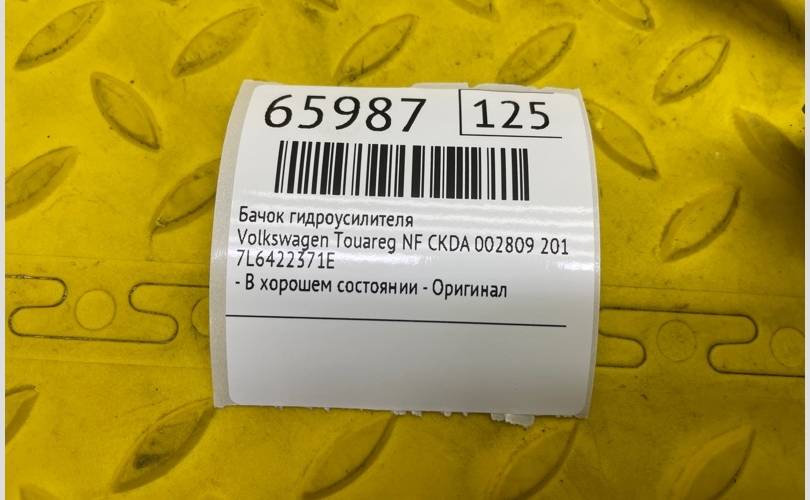 65987 125
Бачок гидроусилителя
Volkswagen Touareg NF CKDA 002809 201
7L6422371E
- В хорошем состоянии - Оригинал